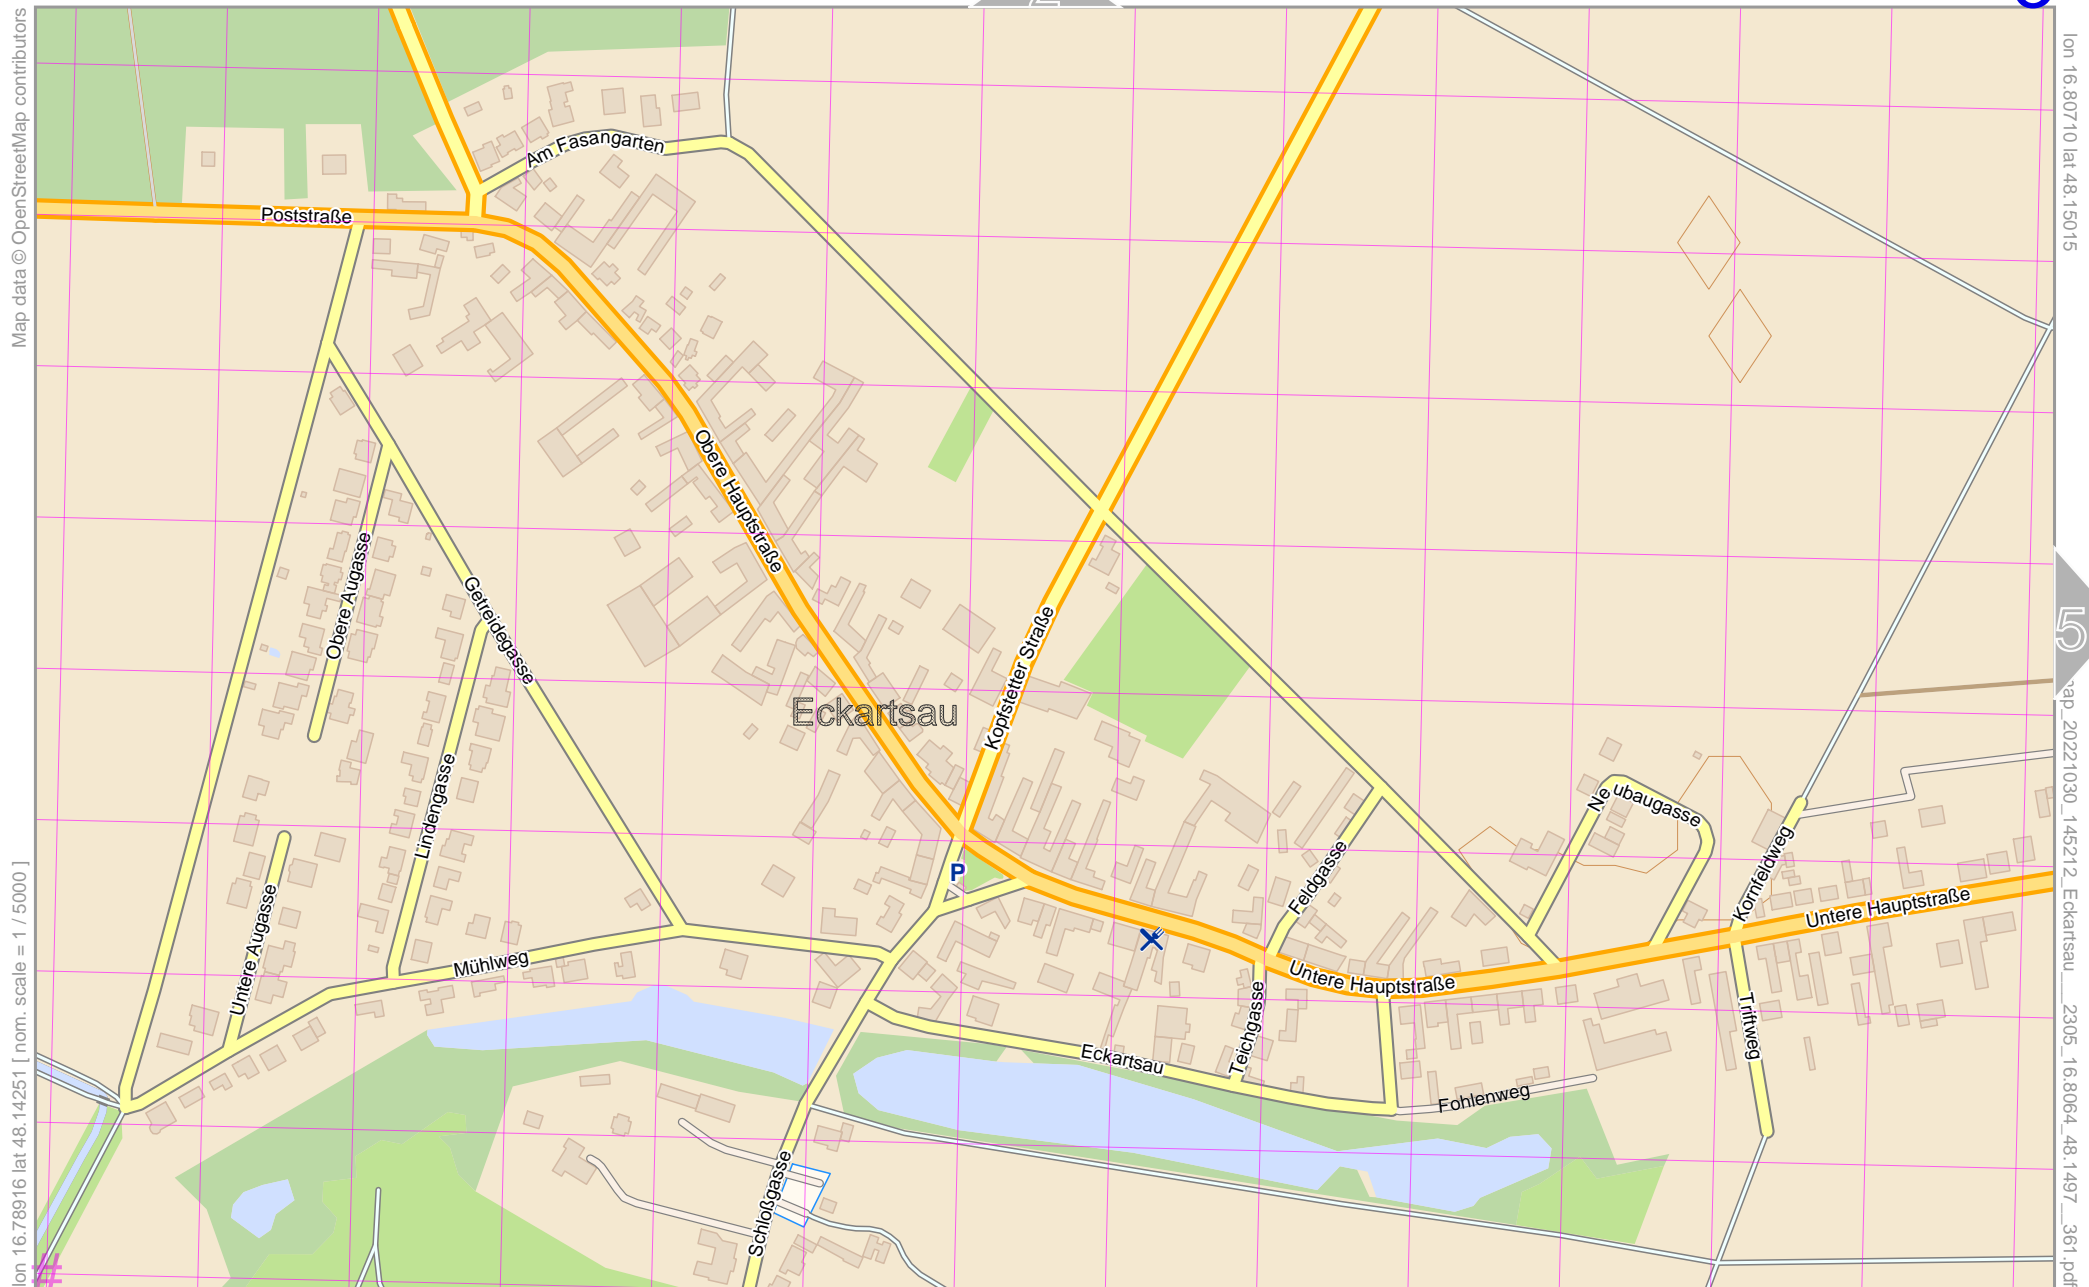 Map data © OpenStreetMap contributors
lon 16.80710 lat 48.15015
Am Fasangarten
Poststraße
Obere Hauptstraße
Obere Augasse
Getreidegasse
Kopfstetter Straße
5
Eckartsau
Lindengasse
Neubaugasse
Kornfeldweg
Feldgasse
P
Untere Augasse
Untere Hauptstraße
Mühlweg
Untere Hauptstraße
Teichgasse
Triftweg
Eckartsau
Fohlenweg
Schloßgasse
#
lon 16.78916 lat 48.14251 [ nom. scale = 1 / 5000 ]